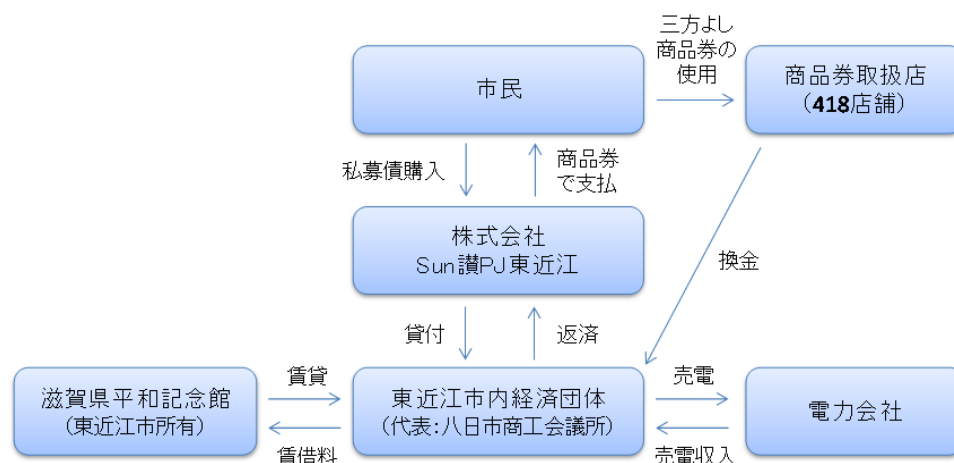 三方よし
商品券の
使用
市民
商品券取扱店
（418店舗）
私募債購入
商品券
で支払
株式会社
Sun讃PJ東近江
換金
貸付
返済
滋賀県平和記念館
（東近江市所有）
賃貸
賃借料
東近江市内経済団体
（代表：八日市商工会議所）
売電
売電収入
電力会社